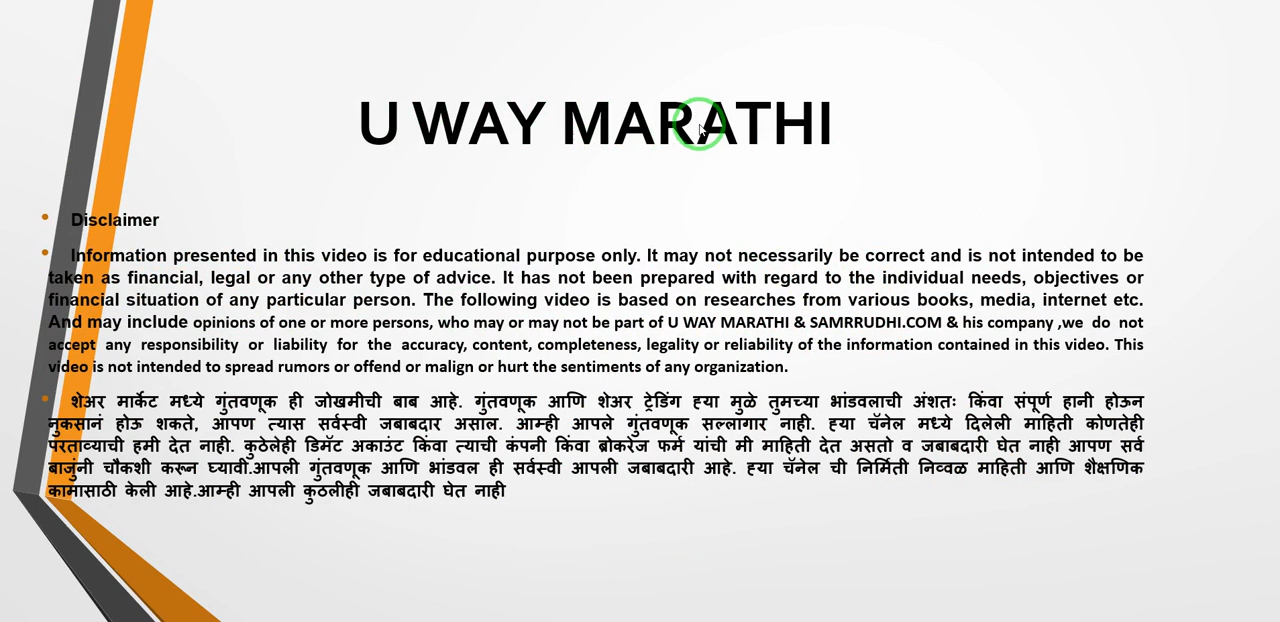 U WAY MARATHI
Disclaimer
Information presented in this video is for educational purpose only. It may not necessarily be correct and is not intended to be
taken as financial, legal or any other type of advice. It has not been prepared with regard to the individual needs, objectives or
financial situation of any particular person. The following video is based on researches from various books, media, internet etc.
And may include opinions of one or more persons, who may or may not be part of U WAY MARATHI & SAMRRUDHI.COM & his company ,we do not
accept any responsibility or liability for the accuracy, content, completeness, legality or reliability of the information contained in this video. This
video is not intended to spread rumors or offend or malign or hurt the sentiments of any organization.
शेअर मार्केट मध्ये गुंतवणूक ही जोखमीची बाब आहे. गुंतवणूक आणि शेअर ट्रेडिंग ह्या मुळे तुमच्या भांडवलाची अंशतः किंवा संपूर्ण हानी होऊन
नुकसानं होऊ शकते, आपण त्यास सर्वस्वी जबाबदार असाल. आम्ही आपले गुंतवणूक सल्लागार नाही. ह्या चॅनेल मध्ये दिलेली माहिती कोणतेही
परताव्याची हमी देत नाही. कुठेलेही डिमॅट अकाउंट किंवा त्याची कंपनी किंवा ब्रोकरेज फर्म यांची मी माहिती देत असतो व जबाबदारी घेत नाही आपण सर्व
बाजुंनी चौकशी करून घ्यावी.आपली गुंतवणूक आणि भांडवल ही सर्वस्वी आपली जबाबदारी आहे. ह्या चॅनेल ची निर्मिती निव्वळ माहिती आणि शैक्षणिक
कामासाठी केली आहे.आम्ही आपली कुठलीही जबाबदारी घेत नाही